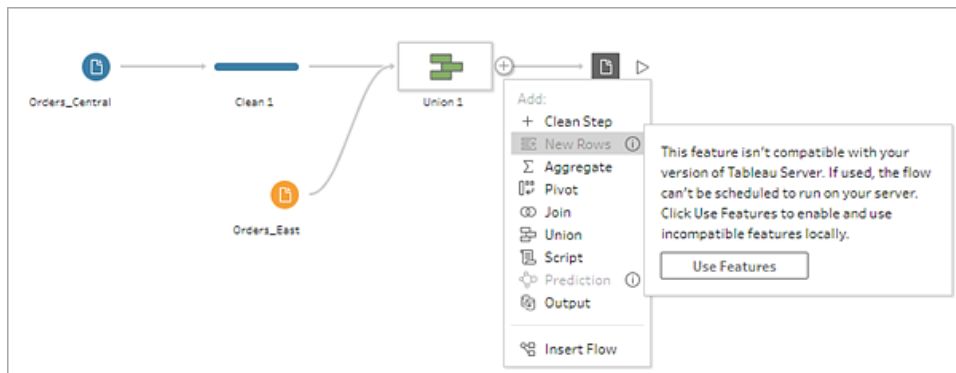 Orders_Central
Clean 1
Union 1
Orders_East
Add:
Clean Step
New Rows
Aggregate
Pivot
Join
Union
Script
Prediction
Output
Insert Flow
This feature isn't compatible with your
version of Tableau Server. If used, the flow
can't be scheduled to run on your server.
Click Use Features to enable and use
incompatible features locally.
Use Features